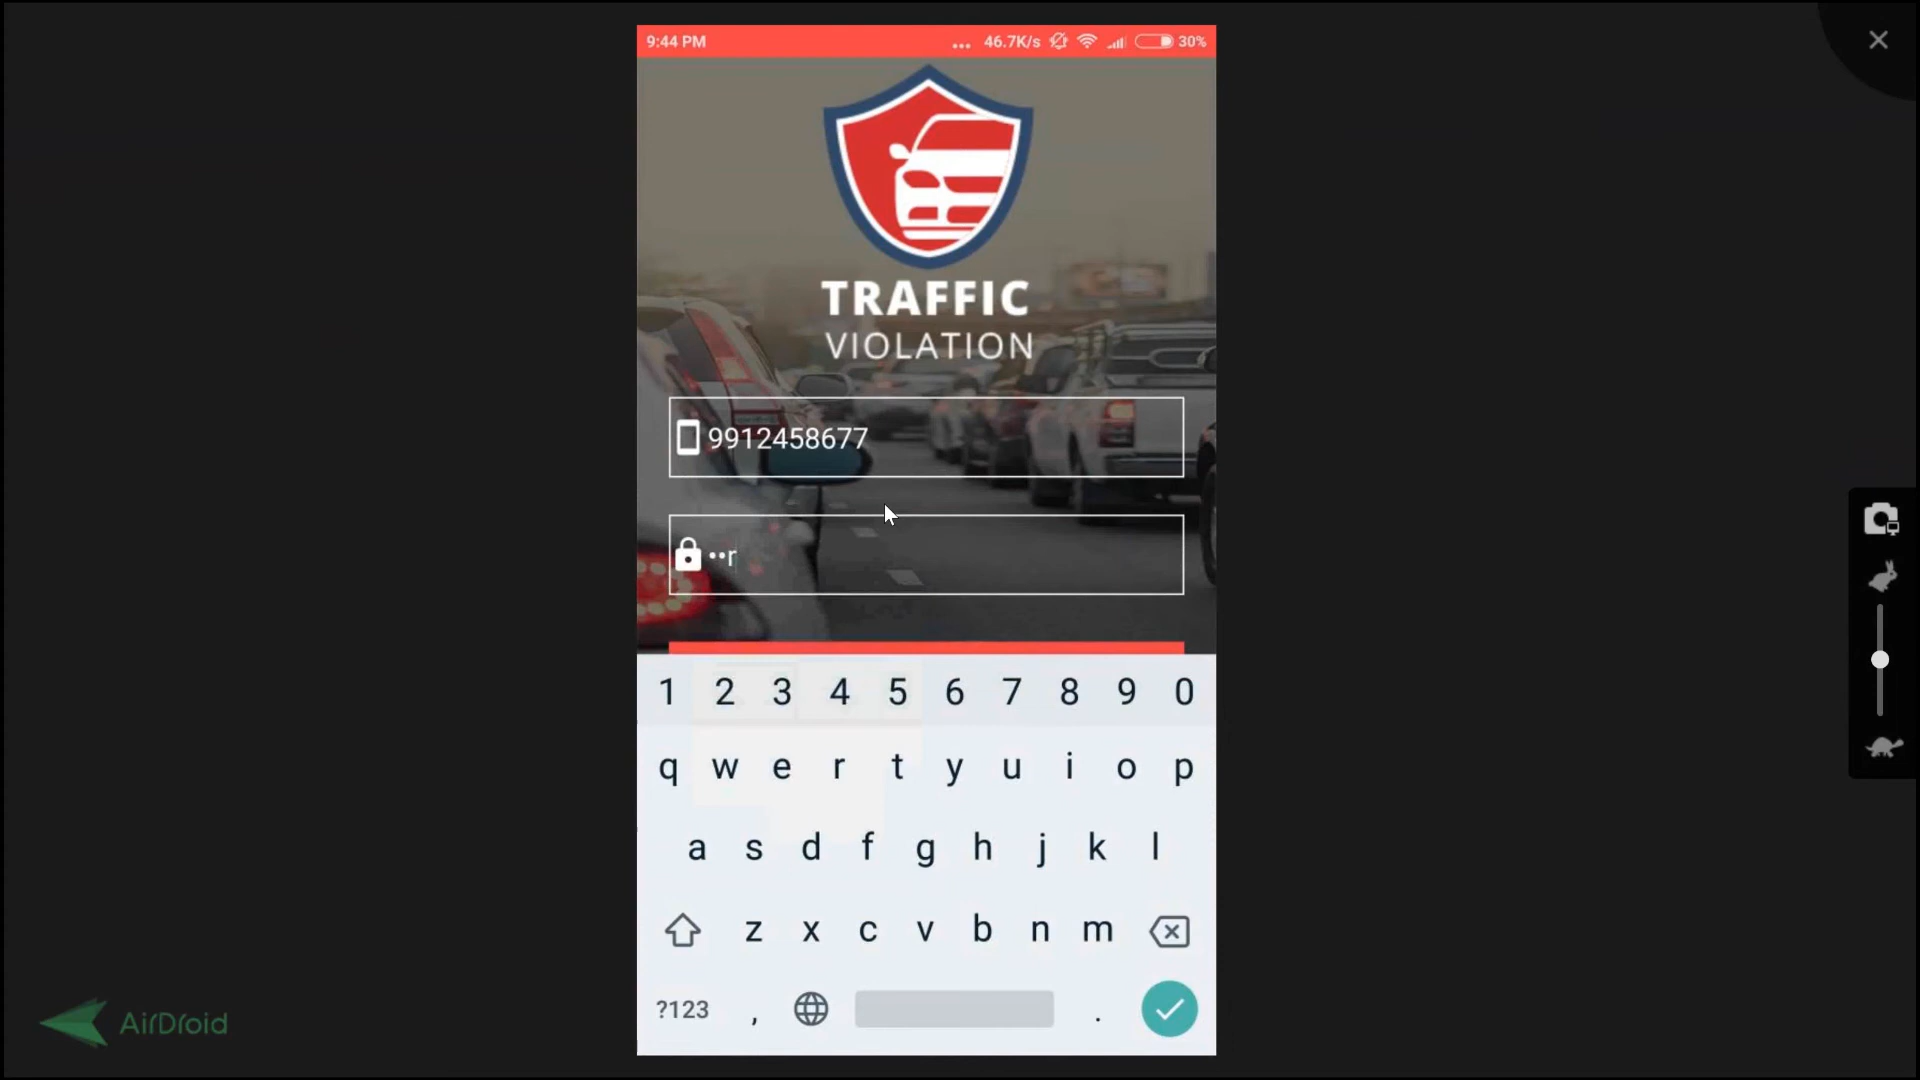 9:44 PM ... 46.7K/s 30%
TRAFFIC
VIOLATION
9912458677
••r
1 2 3 4 5 6 7 8 9 0
q w e r t y u i o p
a s d f g h j k l
z x c v b n m
?123 , .
AirDroid